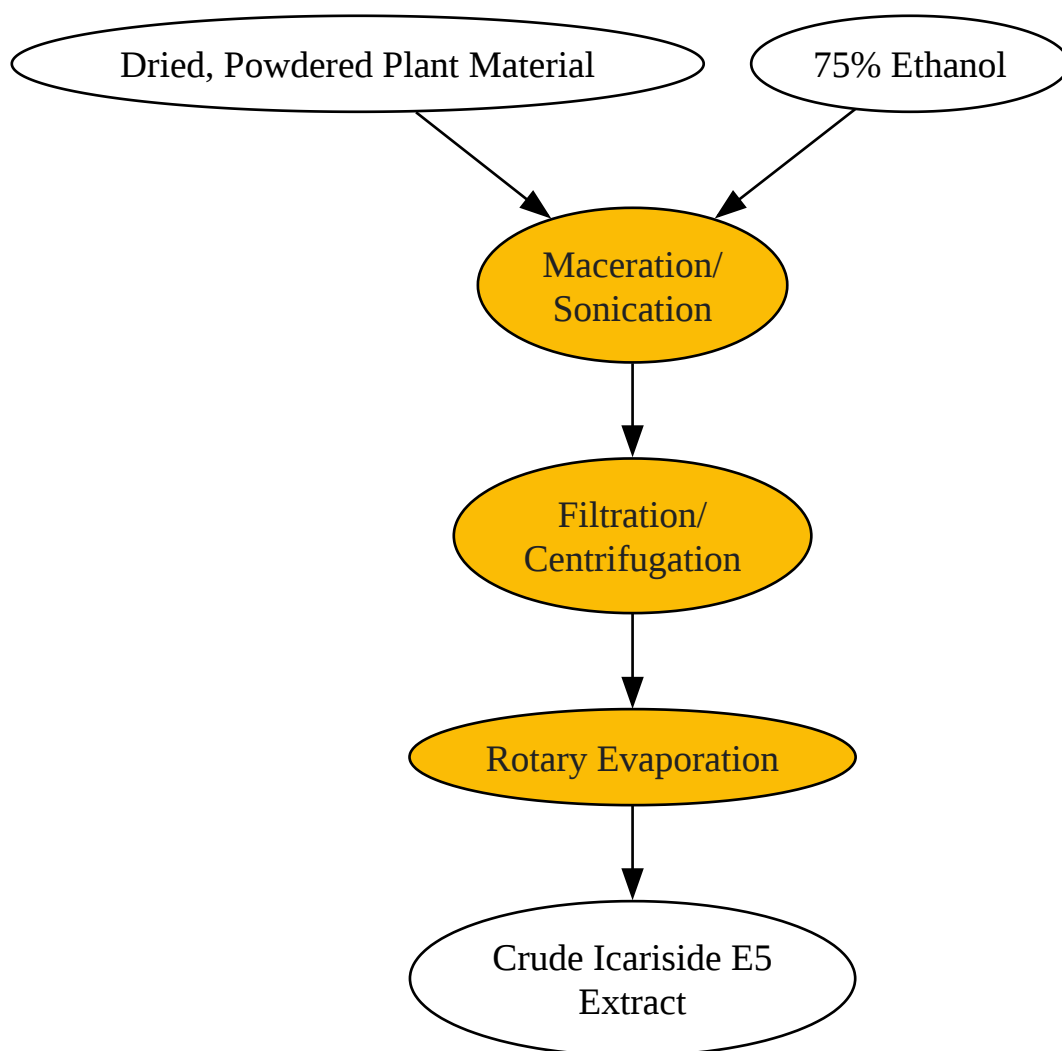 Dried, Powdered Plant Material
75% Ethanol
Maceration/
Sonication
Filtration/
Centrifugation
Rotary Evaporation
Crude Icariside E5
Extract